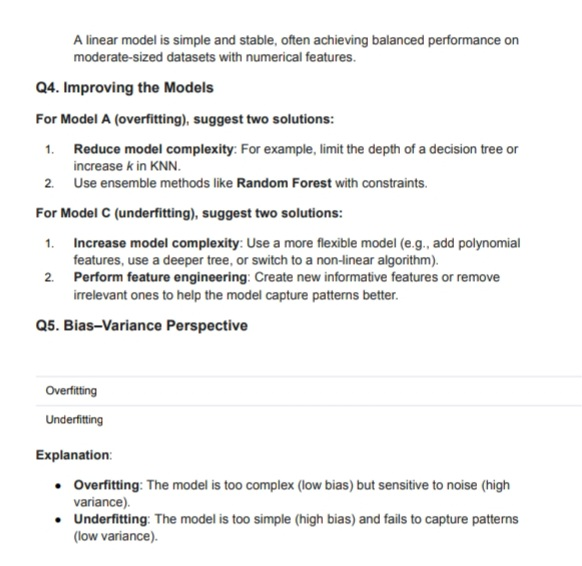 A linear model is simple and stable, often achieving balanced performance on
moderate-sized datasets with numerical features.
Q4. Improving the Models
For Model A (overfitting), suggest two solutions:
1. Reduce model complexity: For example, limit the depth of a decision tree or
increase k in KNN.
2. Use ensemble methods like Random Forest with constraints.
For Model C (underfitting), suggest two solutions:
1. Increase model complexity: Use a more flexible model (e.g., add polynomial
features, use a deeper tree, or switch to a non-linear algorithm).
2. Perform feature engineering: Create new informative features or remove
irrelevant ones to help the model capture patterns better.
Q5. Bias–Variance Perspective
Overfitting
Underfitting
Explanation:
• Overfitting: The model is too complex (low bias) but sensitive to noise (high
variance).
• Underfitting: The model is too simple (high bias) and fails to capture patterns
(low variance).